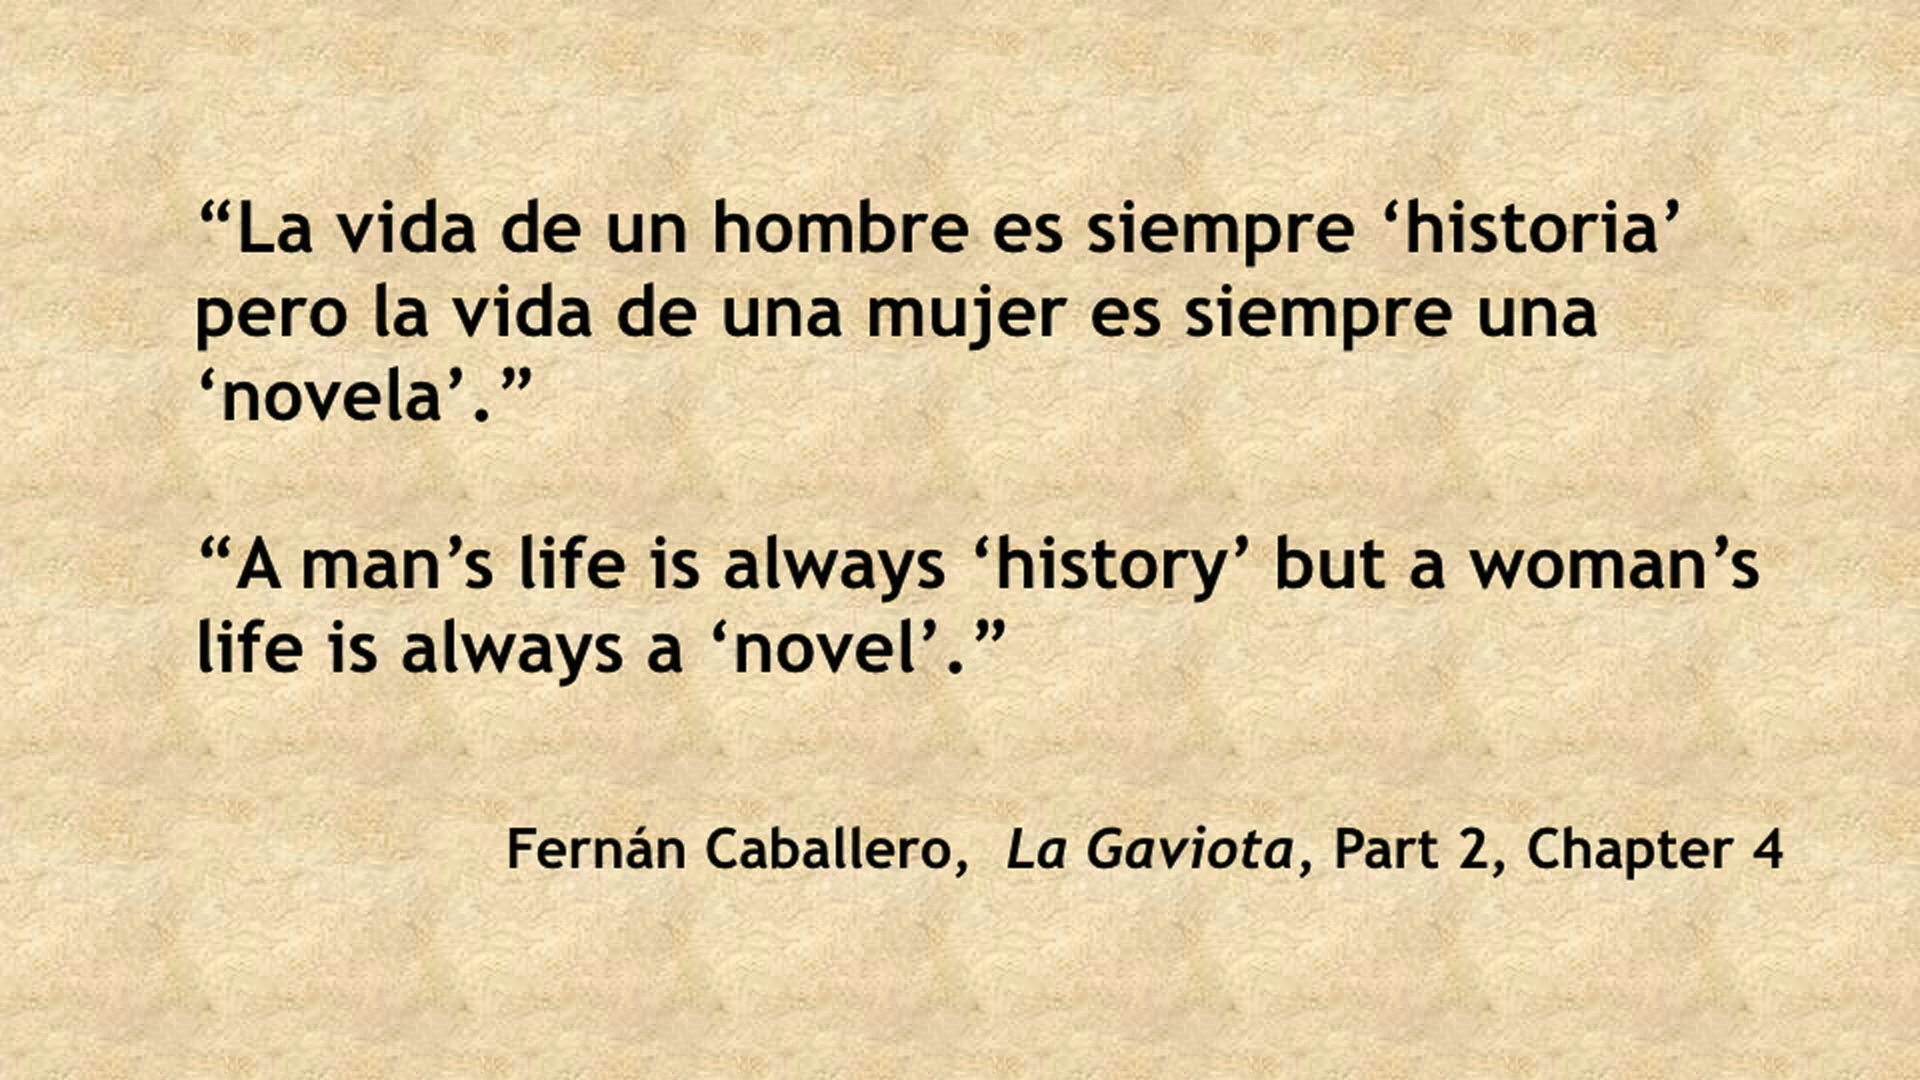 “La vida de un hombre es siempre ‘historia’
pero la vida de una mujer es siempre una
‘novela’.”
“A man’s life is always ‘history’ but a woman’s
life is always a ‘novel’.”
Fernán Caballero, La Gaviota, Part 2, Chapter 4